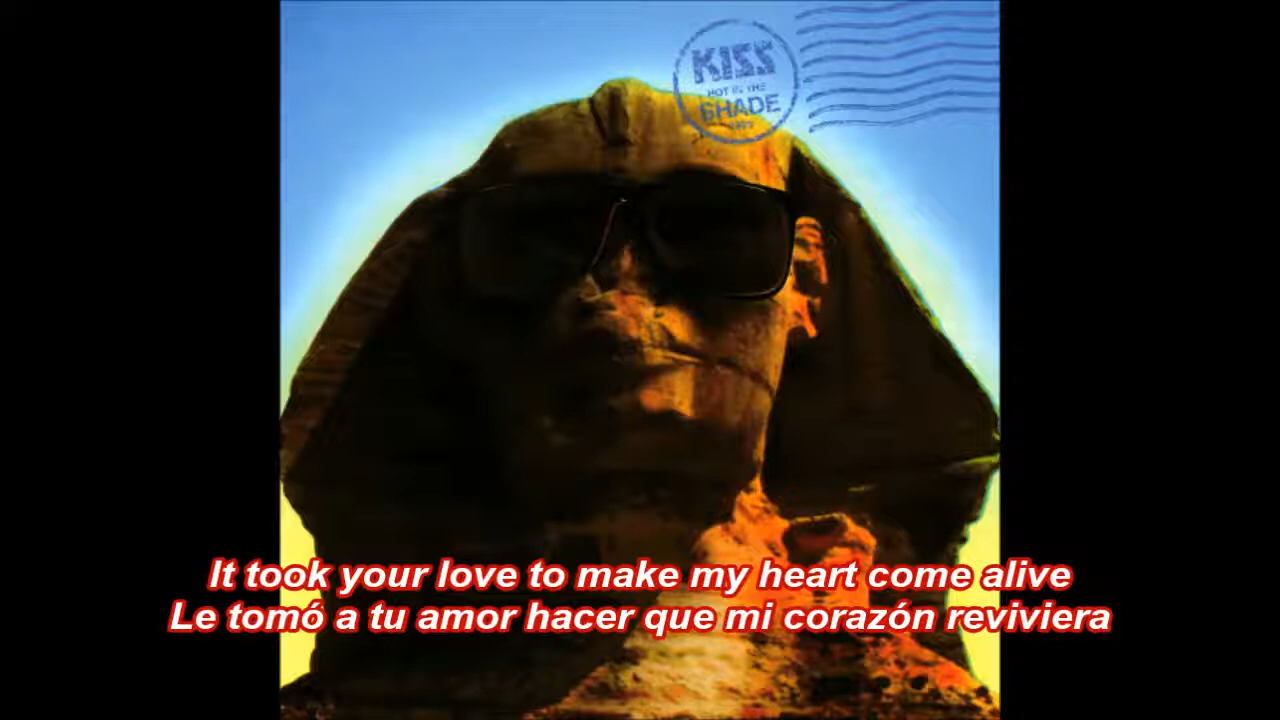 KISS
HOT IN THE
SHADE
It took your love to make my heart come alive
Le tomó a tu amor hacer que mi corazón reviviera